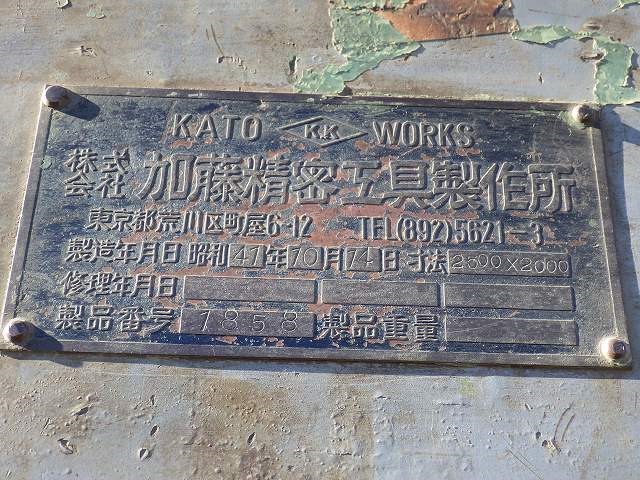 KATO KK WORKS
株式会社 加藤精密工具製作所
東京都荒川区町屋6-12 TEL(892)5621-3
製造年月日 昭和 47年 10月 14日 寸法 2000×2000
修理年月日
製品番号 1858 製品重量